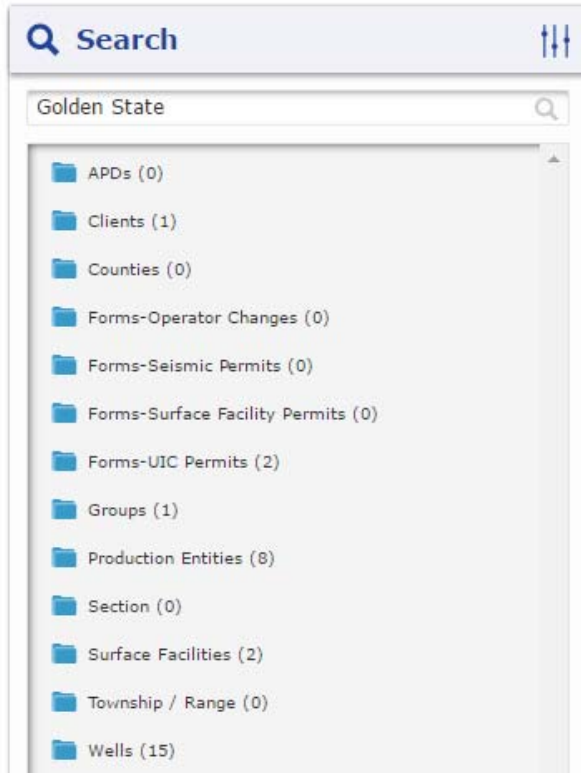 Search
Golden State
APDs (0)
Clients (1)
Counties (0)
Forms-Operator Changes (0)
Forms-Seismic Permits (0)
Forms-Surface Facility Permits (0)
Forms-UIC Permits (2)
Groups (1)
Production Entities (8)
Section (0)
Surface Facilities (2)
Township / Range (0)
Wells (15)